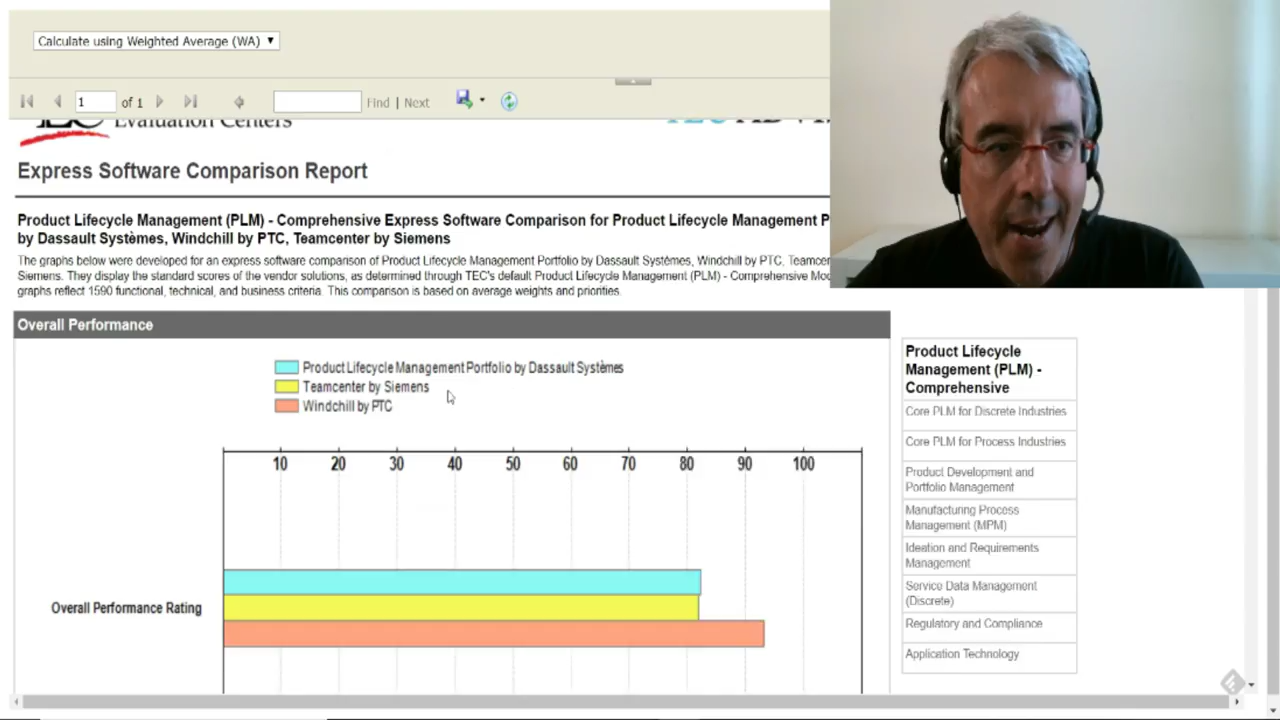 Calculate using Weighted Average (WA)
1 of 1 Find | Next
Evaluation Centers
Express Software Comparison Report
Product Lifecycle Management (PLM) - Comprehensive Express Software Comparison for Product Lifecycle Management P
by Dassault Systèmes, Windchill by PTC, Teamcenter by Siemens
The graphs below were developed for an express software comparison of Product Lifecycle Management Portfolio by Dassault Systèmes, Windchill by PTC, Teamcen
Siemens. They display the standard scores of the vendor solutions, as determined through TEC's default Product Lifecycle Management (PLM) - Comprehensive Mod
graphs reflect 1590 functional, technical, and business criteria. This comparison is based on average weights and priorities.
Overall Performance
Product Lifecycle Management Portfolio by Dassault Systèmes
Teamcenter by Siemens
Windchill by PTC
10 20 30 40 50 60 70 80 90 100
Overall Performance Rating
Product Lifecycle
Management (PLM) -
Comprehensive
Core PLM for Discrete Industries
Core PLM for Process Industries
Product Development and
Portfolio Management
Manufacturing Process
Management (MPM)
Ideation and Requirements
Management
Service Data Management
(Discrete)
Regulatory and Compliance
Application Technology